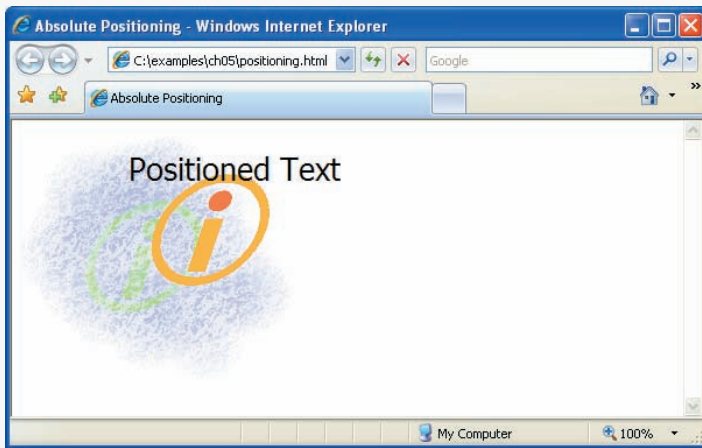 Absolute Positioning - Windows Internet Explorer
C:\examples\ch05\positioning.html
Google
Absolute Positioning
»
Positioned Text
i
i
My Computer
100%